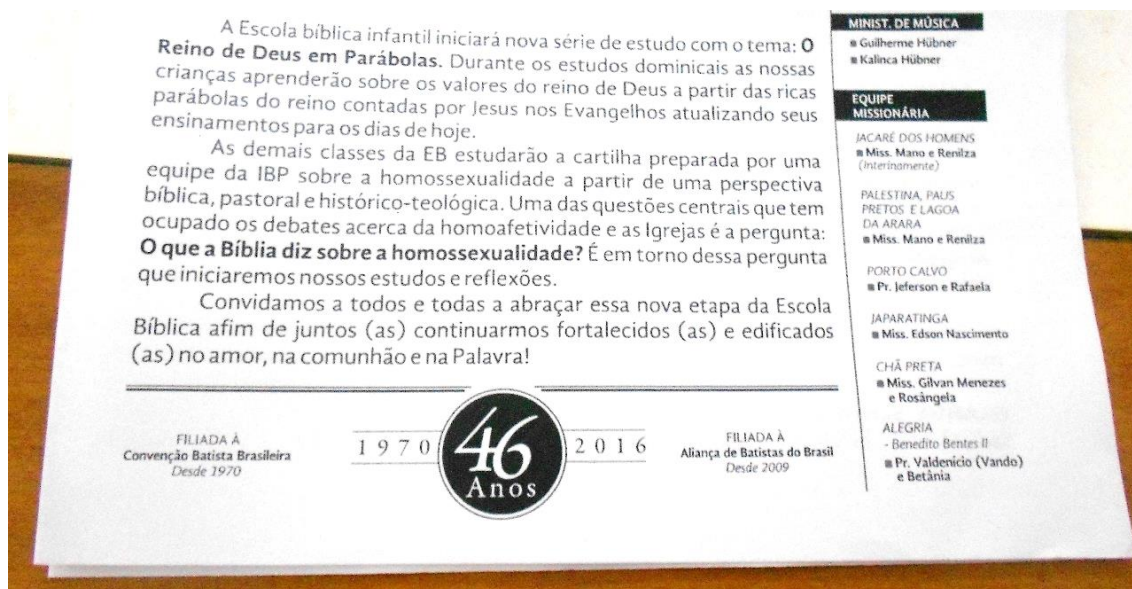 A Escola bíblica infantil iniciará nova série de estudo com o tema: O
Reino de Deus em Parábolas. Durante os estudos dominicais as nossas
crianças aprenderão sobre os valores do reino de Deus a partir das ricas
parábolas do reino contadas por Jesus nos Evangelhos atualizando seus
ensinamentos para os dias de hoje.
As demais classes da EB estudarão a cartilha preparada por uma
equipe da IBP sobre a homossexualidade a partir de uma perspectiva
bíblica, pastoral e histórico-teológica. Uma das questões centrais que tem
ocupado os debates acerca da homoafetividade e as Igrejas é a pergunta:
O que a Bíblia diz sobre a homossexualidade? É em torno dessa pergunta
que iniciaremos nossos estudos e reflexões.
Convidamos a todos e todas a abraçar essa nova etapa da Escola
Bíblica afim de juntos (as) continuarmos fortalecidos (as) e edificados
(as) no amor, na comunhão e na Palavra!
FILIADA À
Convenção Batista Brasileira
Desde 1970
1970 46 2016
Anos
FILIADA À
Aliança de Batistas do Brasil
Desde 2009
MINIST. DE MÚSICA
Guilherme Hübner
Kalinca Hübner
EQUIPE
MISSIONÁRIA
JACARÉ DOS HOMENS
Miss. Mano e Renilza
(Interinamente)
PALESTINA, PAUS
PRETOS E LAGOA
DA ARARA
Miss. Mano e Renilza
PORTO CALVO
Pr. Jeferson e Rafaela
JAPARATINGA
Miss. Edson Nascimento
CHÃ PRETA
Miss. Gilvan Menezes
e Rosângela
ALEGRIA
- Benedito Bentes II
Pr. Valdenício (Vando)
e Betânia